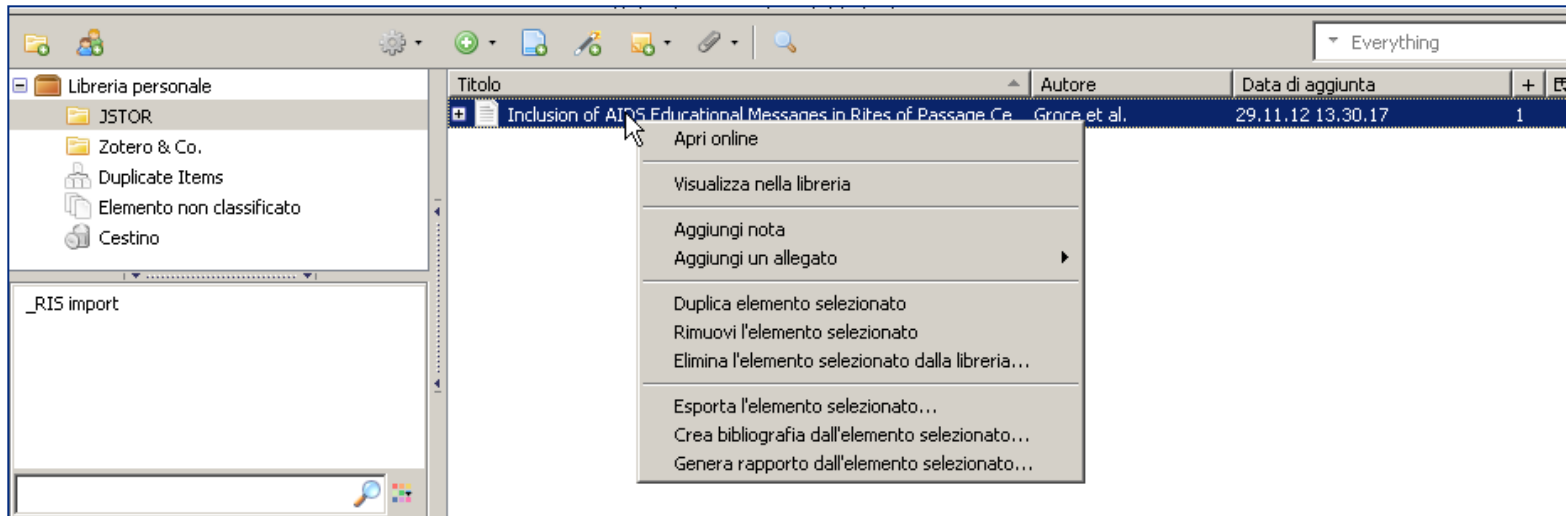 Everything
Libreria personale
JSTOR
Zotero & Co.
Duplicate Items
Elemento non classificato
Cestino
_RIS import
Titolo Autore Data di aggiunta +
Inclusion of AIDS Educational Messages in Rites of Passage Ce Groce et al. 29.11.12 13.30.17 1
Apri online
Visualizza nella libreria
Aggiungi nota
Aggiungi un allegato
Duplica elemento selezionato
Rimuovi l'elemento selezionato
Elimina l'elemento selezionato dalla libreria...
Esporta l'elemento selezionato...
Crea bibliografia dall'elemento selezionato...
Genera rapporto dall'elemento selezionato...